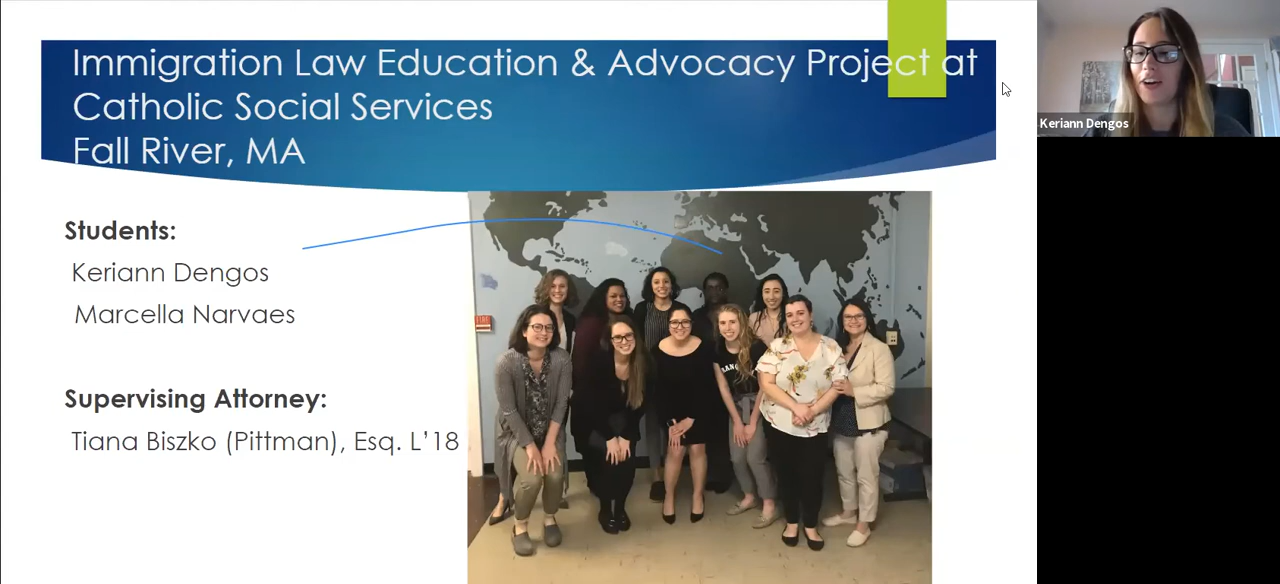 Immigration Law Education & Advocacy Project at
Catholic Social Services
Fall River, MA
Keriann Dengos
Students:
Keriann Dengos
Marcella Narvaes
Supervising Attorney:
Tiana Biszko (Pittman), Esq. L’18
FIRE